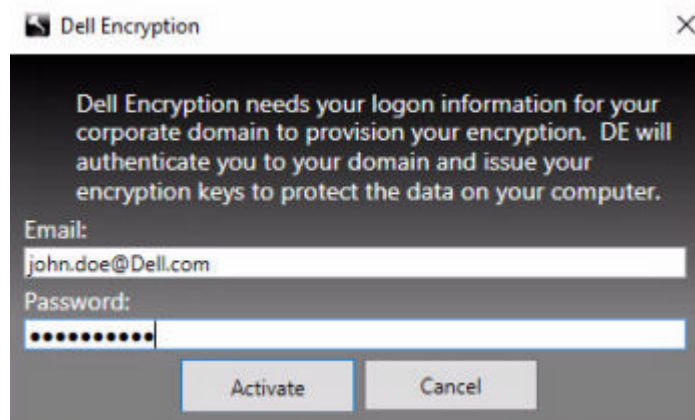 Dell Encryption
Dell Encryption needs your logon information for your
corporate domain to provision your encryption.  DE will
authenticate you to your domain and issue your
encryption keys to protect the data on your computer.
Email:
john.doe@Dell.com
Password:
••••••••••
Activate
Cancel